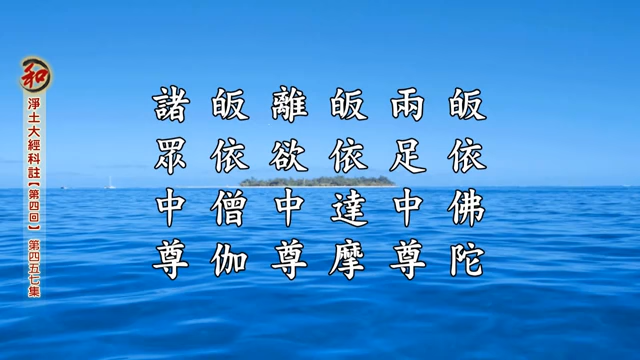 皈依佛陀
兩足中尊
皈依達摩
離欲中尊
皈依僧伽
諸眾中尊
和
淨土大經科註【第四回】第四五七集